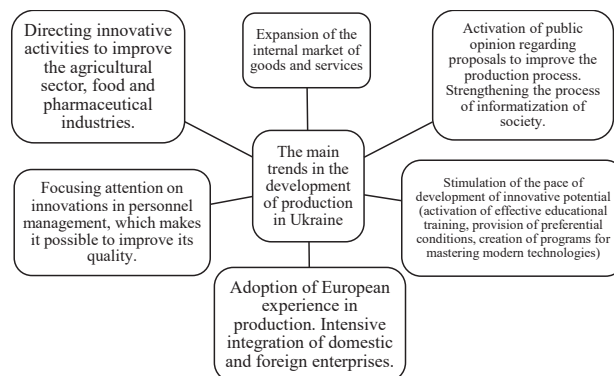 Directing innovative
activities to improve
the agricultural
sector, food and
pharmaceutical
industries.
Expansion of the
internal market of
goods and services
Activation of public
opinion regarding
proposals to improve the
production process.
Strengthening the process
of informatization of
society.
The main
trends in the
development
of production
in Ukraine
Focusing attention on
innovations in personnel
management, which makes
it possible to improve its
quality.
Stimulation of the pace of
development of innovative potential
(activation of effective educational
training, provision of preferential
conditions, creation of programs for
mastering modern technologies)
Adoption of European
experience in
production. Intensive
integration of domestic
and foreign enterprises.